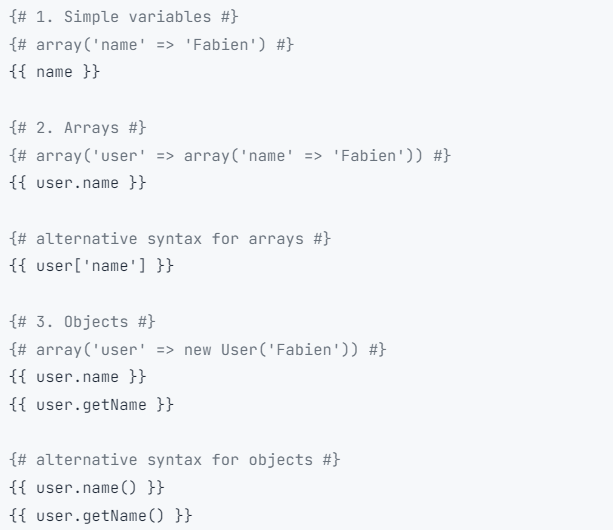 {# 1. Simple variables #}
{# array('name' => 'Fabien') #}
{{ name }}
{# 2. Arrays #}
{# array('user' => array('name' => 'Fabien')) #}
{{ user.name }}
{# alternative syntax for arrays #}
{{ user['name'] }}
{# 3. Objects #}
{# array('user' => new User('Fabien')) #}
{{ user.name }}
{{ user.getName }}
{# alternative syntax for objects #}
{{ user.name() }}
{{ user.getName() }}